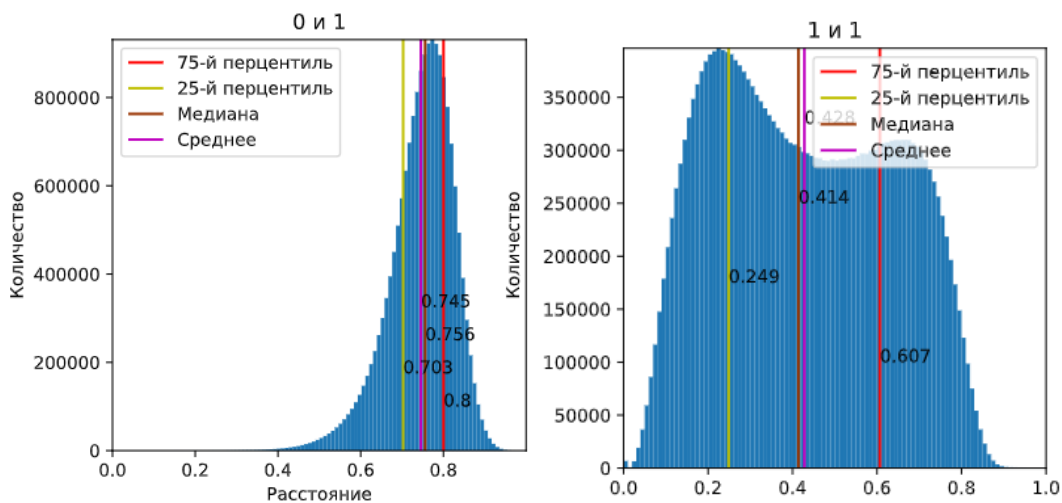 0 и 1
75-й перцентиль
25-й перцентиль
Медиана
Среднее
800000
600000
400000
200000
0
Количество
0.745
0.756
0.703
0.8
0.0
0.2
0.4
0.6
0.8
Расстояние
1 и 1
75-й перцентиль
25-й перцентиль
Медиана
Среднее
350000
300000
250000
200000
150000
100000
50000
0
Количество
0.428
0.414
0.249
0.607
0.0
0.2
0.4
0.6
0.8
1.0